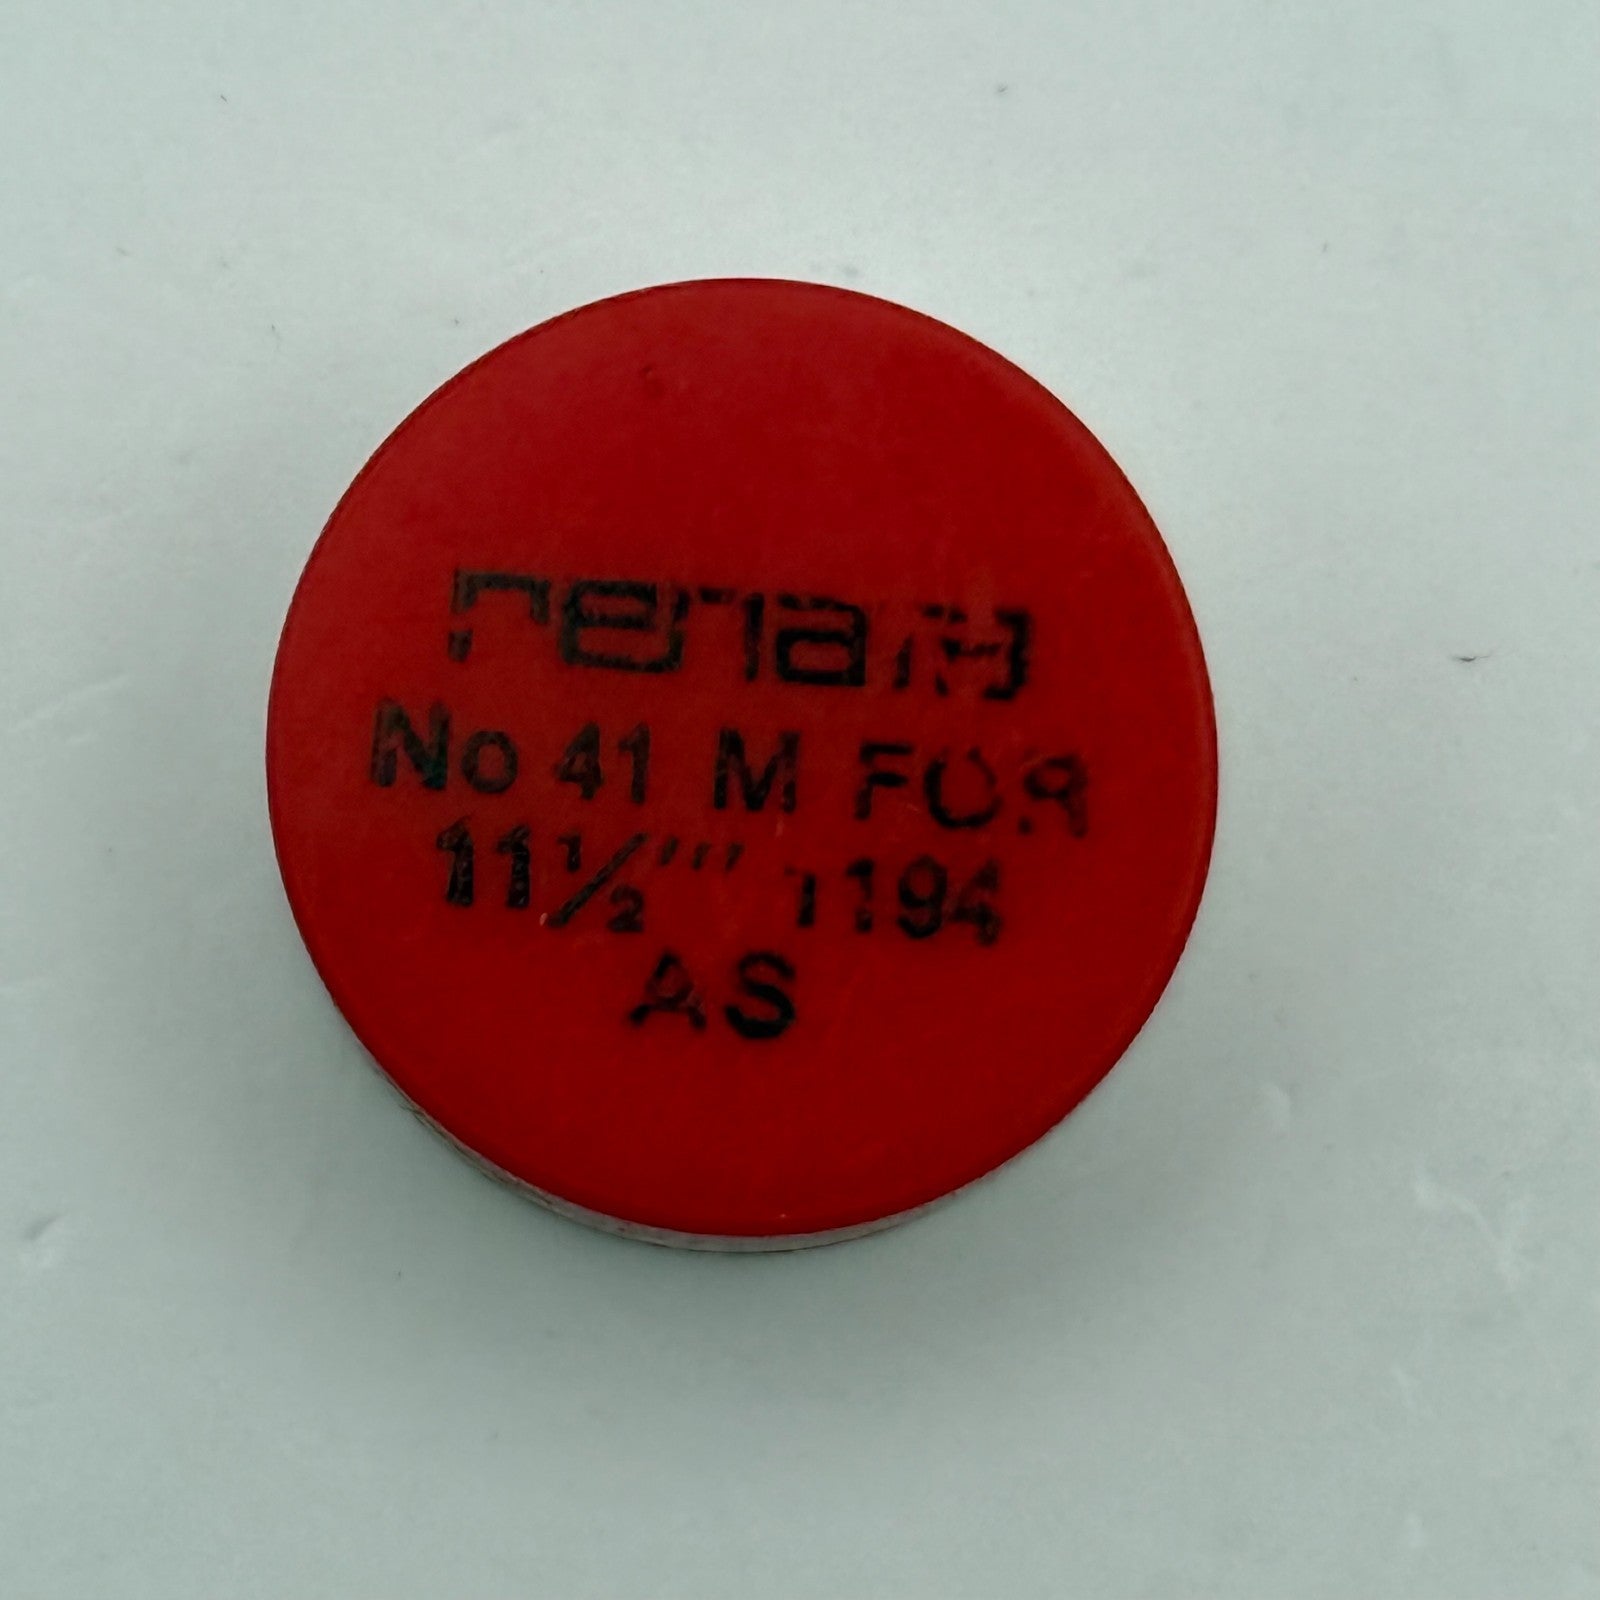 renata
No 41 M FOR
11½''' 1194
AS